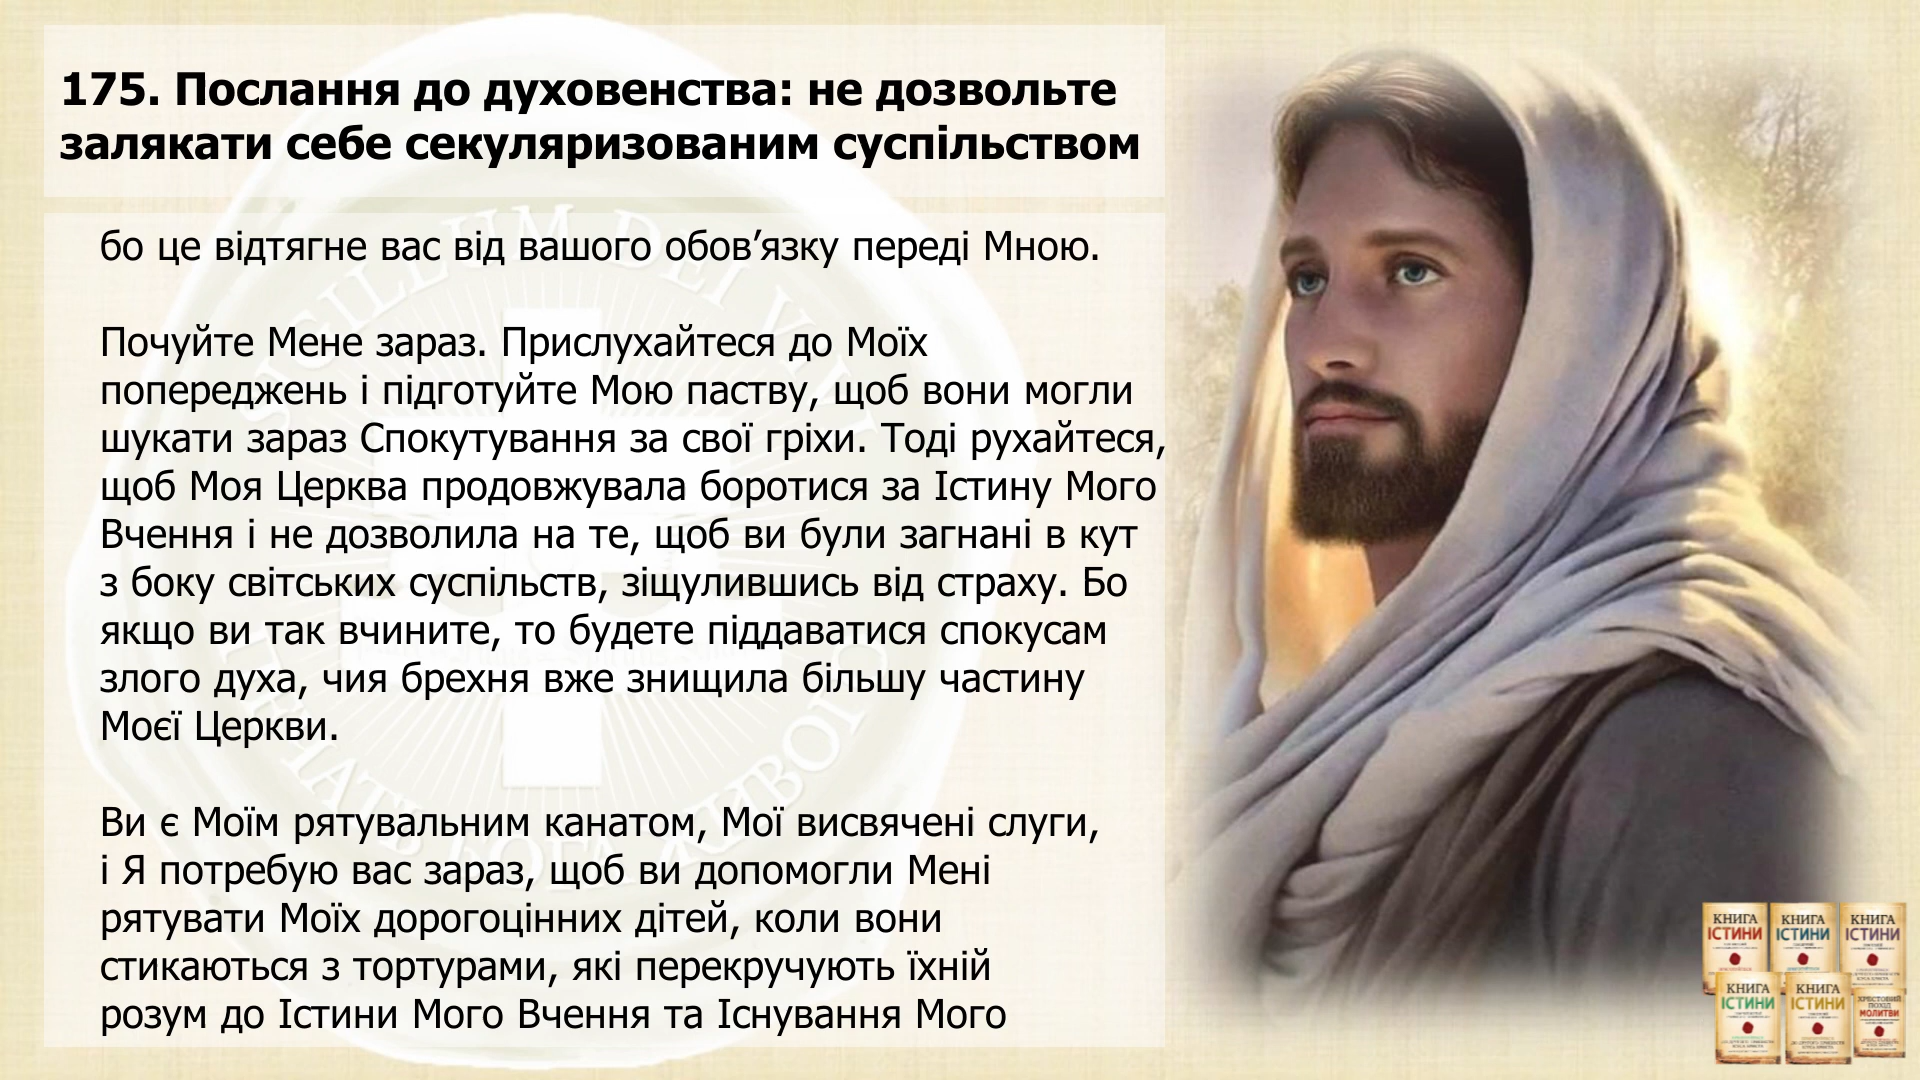 175. Послання до духовенства: не дозвольте
залякати себе секуляризованим суспільством
бо це відтягне вас від вашого обов’язку переді Мною.
Почуйте Мене зараз. Прислухайтеся до Моїх
попереджень і підготуйте Мою паству, щоб вони могли
шукати зараз Спокутування за свої гріхи. Тоді рухайтеся,
щоб Моя Церква продовжувала боротися за Істину Мого
Вчення і не дозволила на те, щоб ви були загнані в кут
з боку світських суспільств, зіщулившись від страху. Бо
якщо ви так вчините, то будете піддаватися спокусам
злого духа, чия брехня вже знищила більшу частину
Моєї Церкви.
Ви є Моїм рятувальним канатом, Мої висвячені слуги,
і Я потребую вас зараз, щоб ви допомогли Мені
рятувати Моїх дорогоцінних дітей, коли вони
стикаються з тортурами, які перекручують їхній
розум до Істини Мого Вчення та Існування Мого
SIGILLUM DEI VIVI
ПЕЧАТЬ БОГА ЖИВОГО
КНИГА
ІСТИНИ
КНИГА
ІСТИНИ
КНИГА
ІСТИНИ
КНИГА
ІСТИНИ
КНИГА
ІСТИНИ
ХРЕСТОВИЙ
ПОХІД
МОЛИТВИ